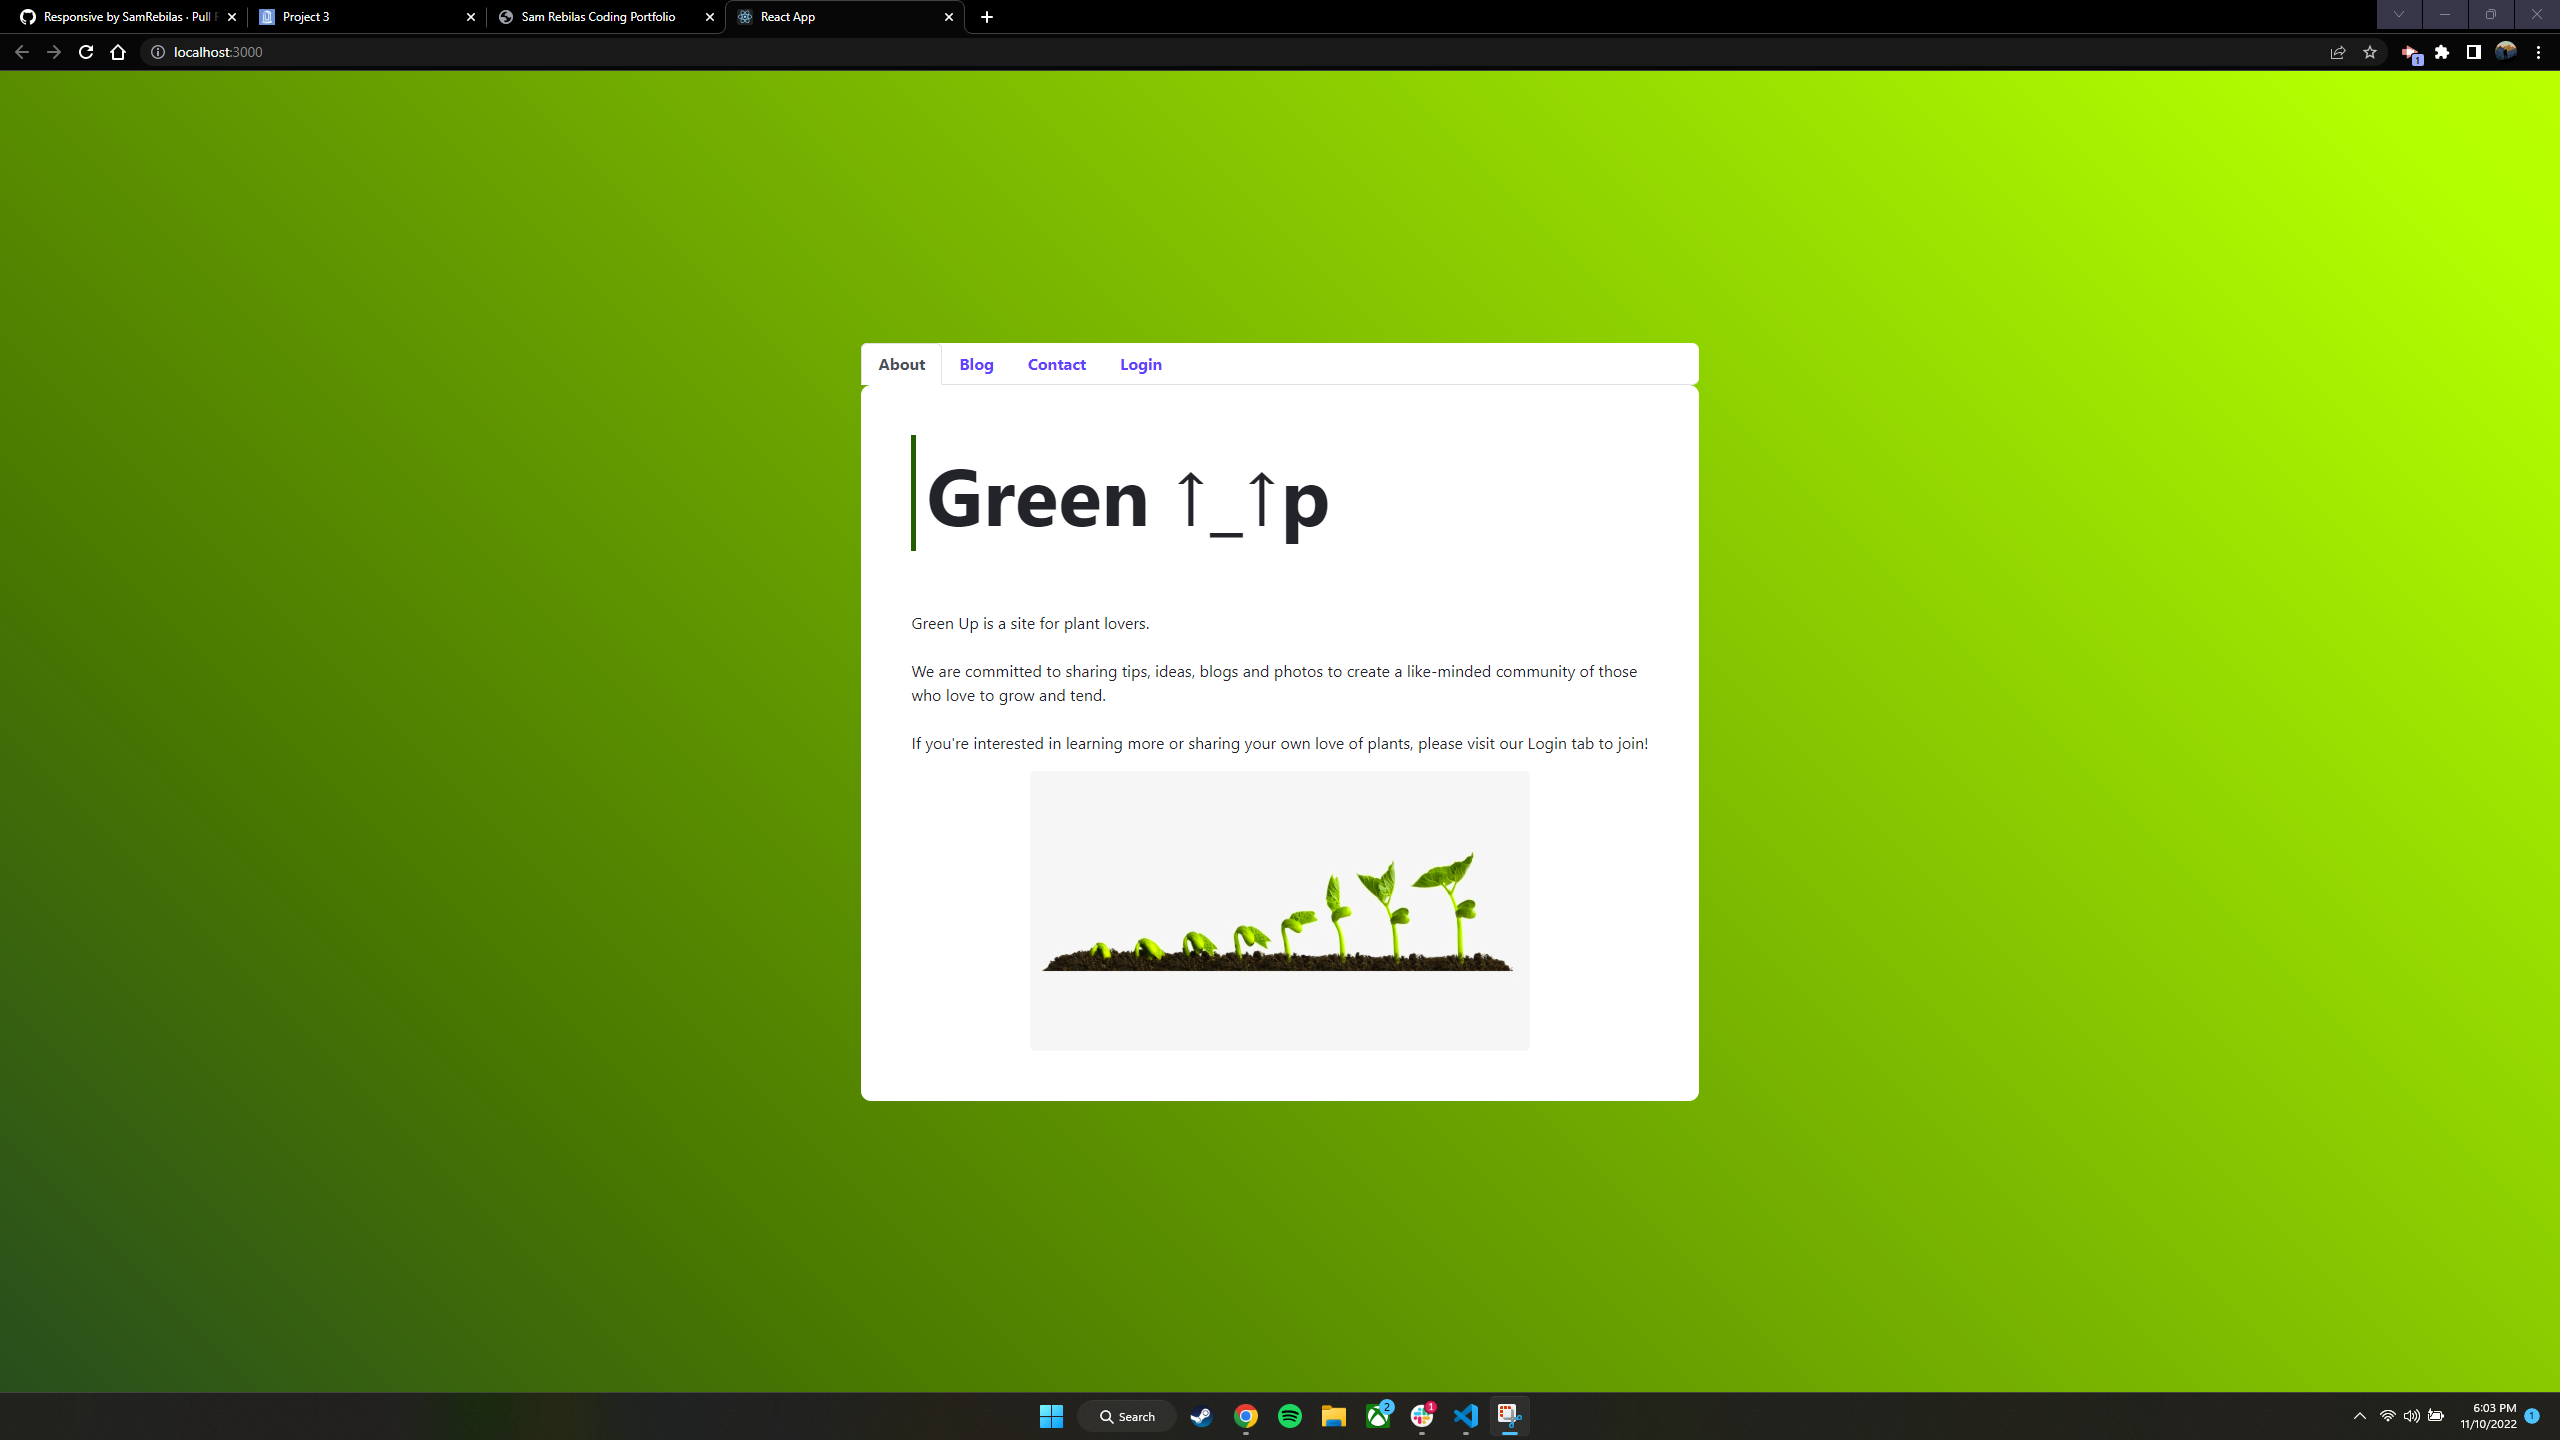 Responsive by SamRebilas · Pull
Project 3
Sam Rebilas Coding Portfolio
React App
localhost:3000
1
About
Blog
Contact
Login
Green ↑_↑p
Green Up is a site for plant lovers.
We are committed to sharing tips, ideas, blogs and photos to create a like-minded community of those
who love to grow and tend.
If you're interested in learning more or sharing your own love of plants, please visit our Login tab to join!
Search
2
1
6:03 PM
11/10/2022
1